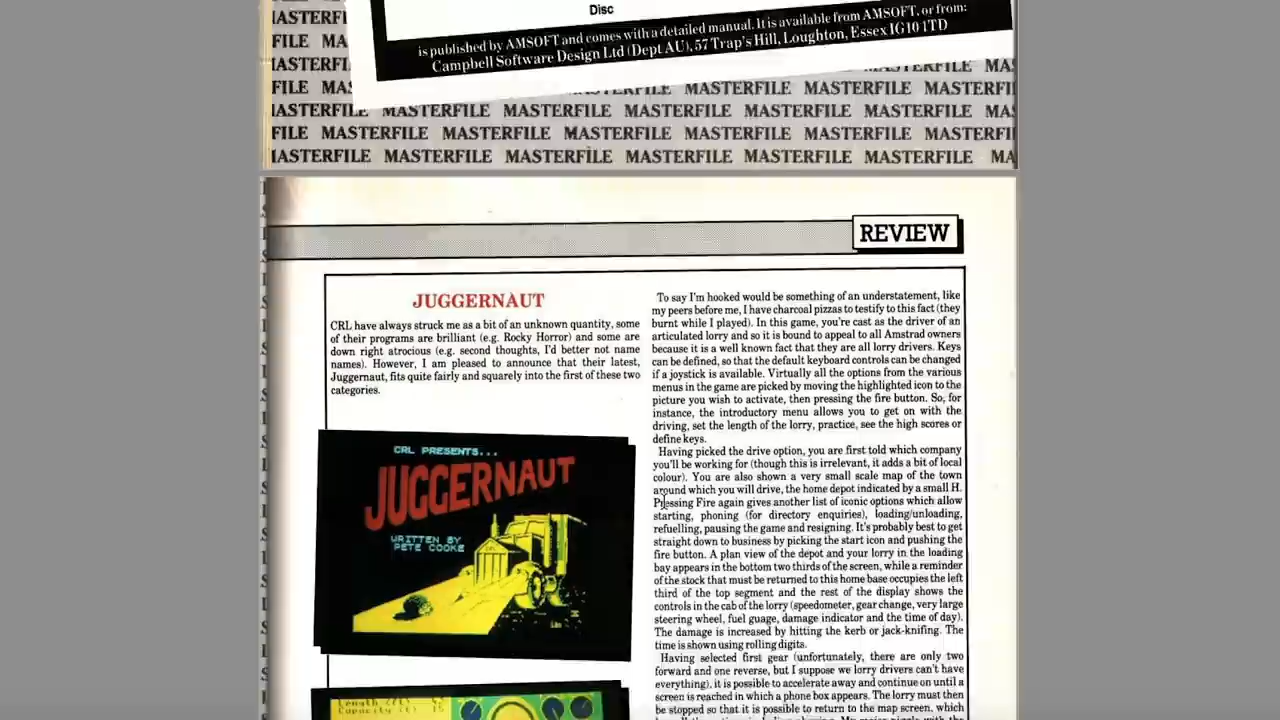 Disc
is published by AMSOFT and comes with a detailed manual. It is available from AMSOFT, or from:
Campbell Software Design Ltd (Dept AU), 57 Trap's Hill, Loughton, Essex IG10 1TD
MASTERFILE MASTERFILE
FILE MASTERFILE MASTERFILE MASTERFILE MASTERFILE MASTERFILE MASTERFI
MASTERFILE MASTERFILE MASTERFILE MASTERFILE MASTERFILE MASTERFILE MA
REVIEW
JUGGERNAUT
CRL have always struck me as a bit of an unknown quantity, some
of their programs are brilliant (e.g. Rocky Horror) and some are
down right atrocious (e.g. second thoughts, I'd better not name
names). However, I am pleased to announce that their latest,
Juggernaut, fits quite fairly and squarely into the first of these two
categories.
CRL PRESENTS...
JUGGERNAUT
WRITTEN BY
PETE COOKE
Length (ft)
Capacity (t) 15
To say I'm hooked would be something of an understatement, like
my peers before me, I have charcoal pizzas to testify to this fact (they
burnt while I played). In this game, you're cast as the driver of an
articulated lorry and so it is bound to appeal to all Amstrad owners
because it is a well known fact that they are all lorry drivers. Keys
can be defined, so that the default keyboard controls can be changed
if a joystick is available. Virtually all the options from the various
menus in the game are picked by moving the highlighted icon to the
picture you wish to activate, then pressing the fire button. So, for
instance, the introductory menu allows you to get on with the
driving, set the length of the lorry, practice, see the high scores or
define keys.
Having picked the drive option, you are first told which company
you'll be working for (though this is irrelevant, it adds a bit of local
colour). You are also shown a very small scale map of the town
around which you will drive, the home depot indicated by a small H.
Pressing Fire again gives another list of iconic options which allow
starting, phoning (for directory enquiries), loading/unloading,
refuelling, pausing the game and resigning. It's probably best to get
straight down to business by picking the start icon and pushing the
fire button. A plan view of the depot and your lorry in the loading
bay appears in the bottom two thirds of the screen, while a reminder
of the stock that must be returned to this home base occupies the left
third of the top segment and the rest of the display shows the
controls in the cab of the lorry (speedometer, gear change, very large
steering wheel, fuel guage, damage indicator and the time of day).
The damage is increased by hitting the kerb or jack-knifing. The
time is shown using rolling digits.
Having selected first gear (unfortunately, there are only two
forward and one reverse, but I suppose we lorry drivers can't have
everything), it is possible to accelerate away and continue on until a
screen is reached in which a phone box appears. The lorry must then
be stopped so that it is possible to return to the map screen, which